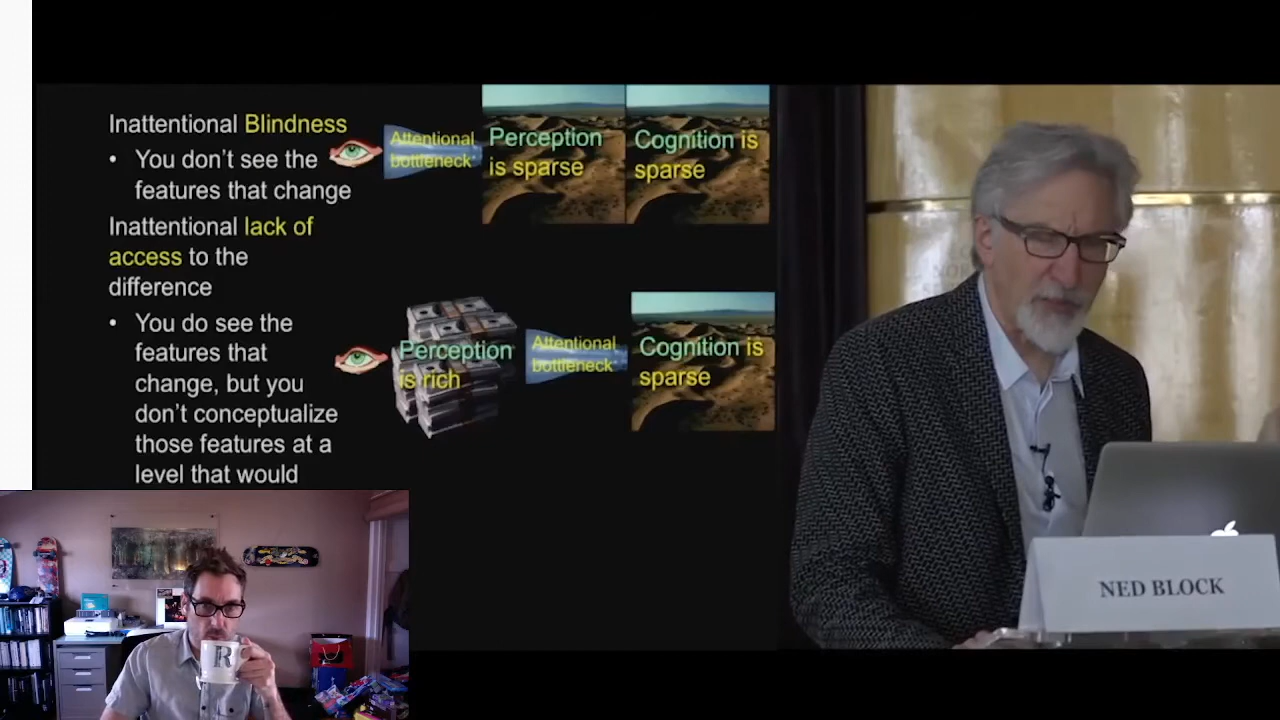 Inattentional Blindness
• You don't see the
features that change
Inattentional lack of
access to the
difference
• You do see the
features that
change, but you
don't conceptualize
those features at a
level that would
Attentional
bottleneck
Perception
is sparse
Cognition is
sparse
Perception
is rich
Attentional
bottleneck
Cognition is
sparse
NED BLOCK
R